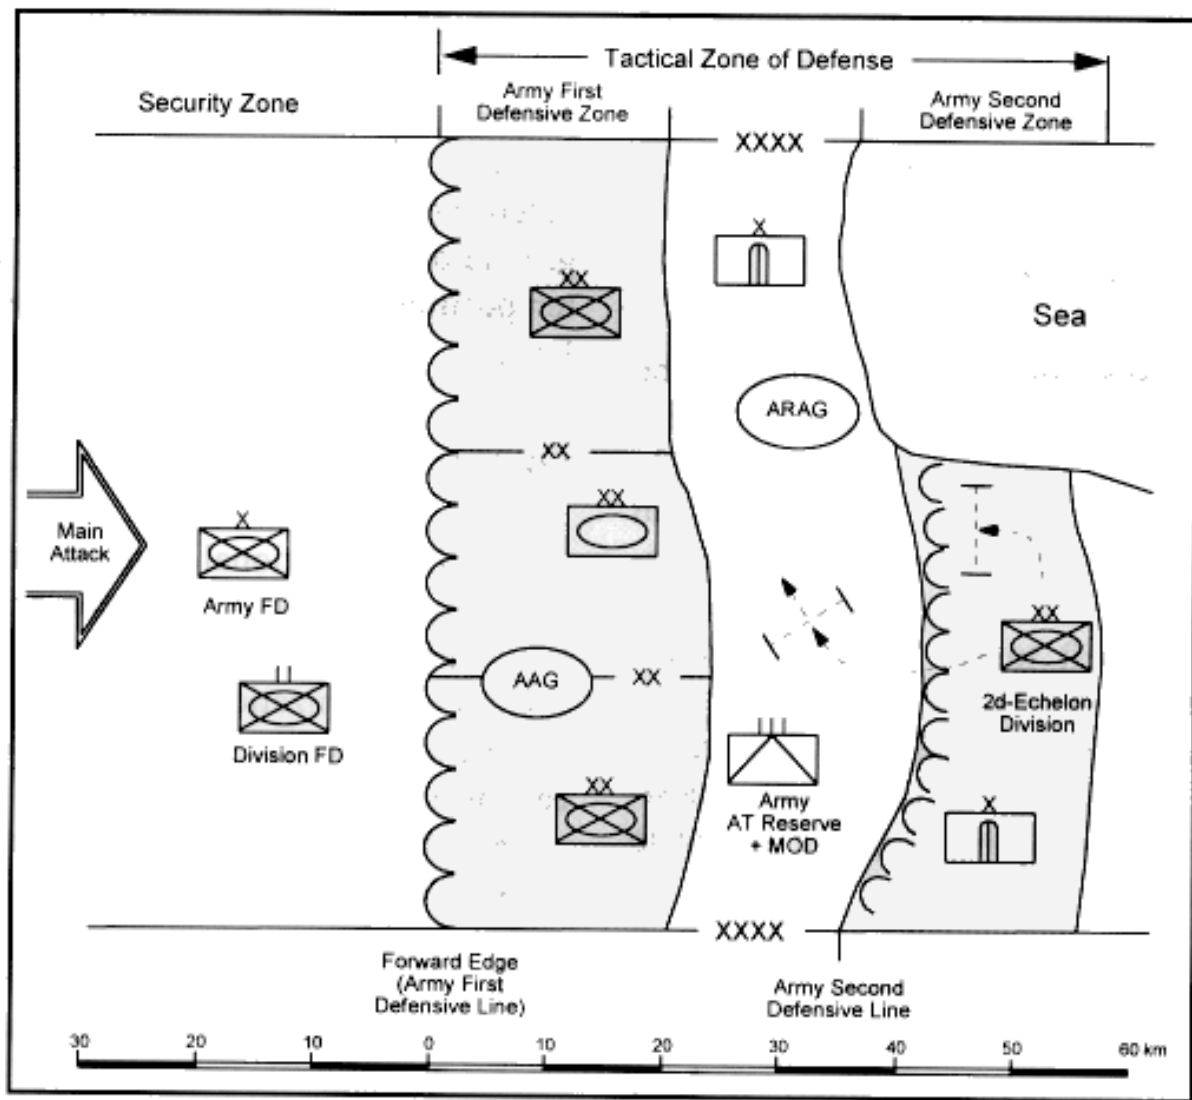 Tactical Zone of Defense
Security Zone
Army First
Defensive Zone
Army Second
Defensive Zone
XXXX
X
XX
Sea
ARAG
XX
XX
Main
Attack
X
Army FD
XX
AAG
XX
2d-Echelon
Division
Division FD
XX
Army
AT Reserve
+ MOD
X
XXXX
Forward Edge
(Army First
Defensive Line)
Army Second
Defensive Line
30 20 10 0 10 20 30 40 50 60 km